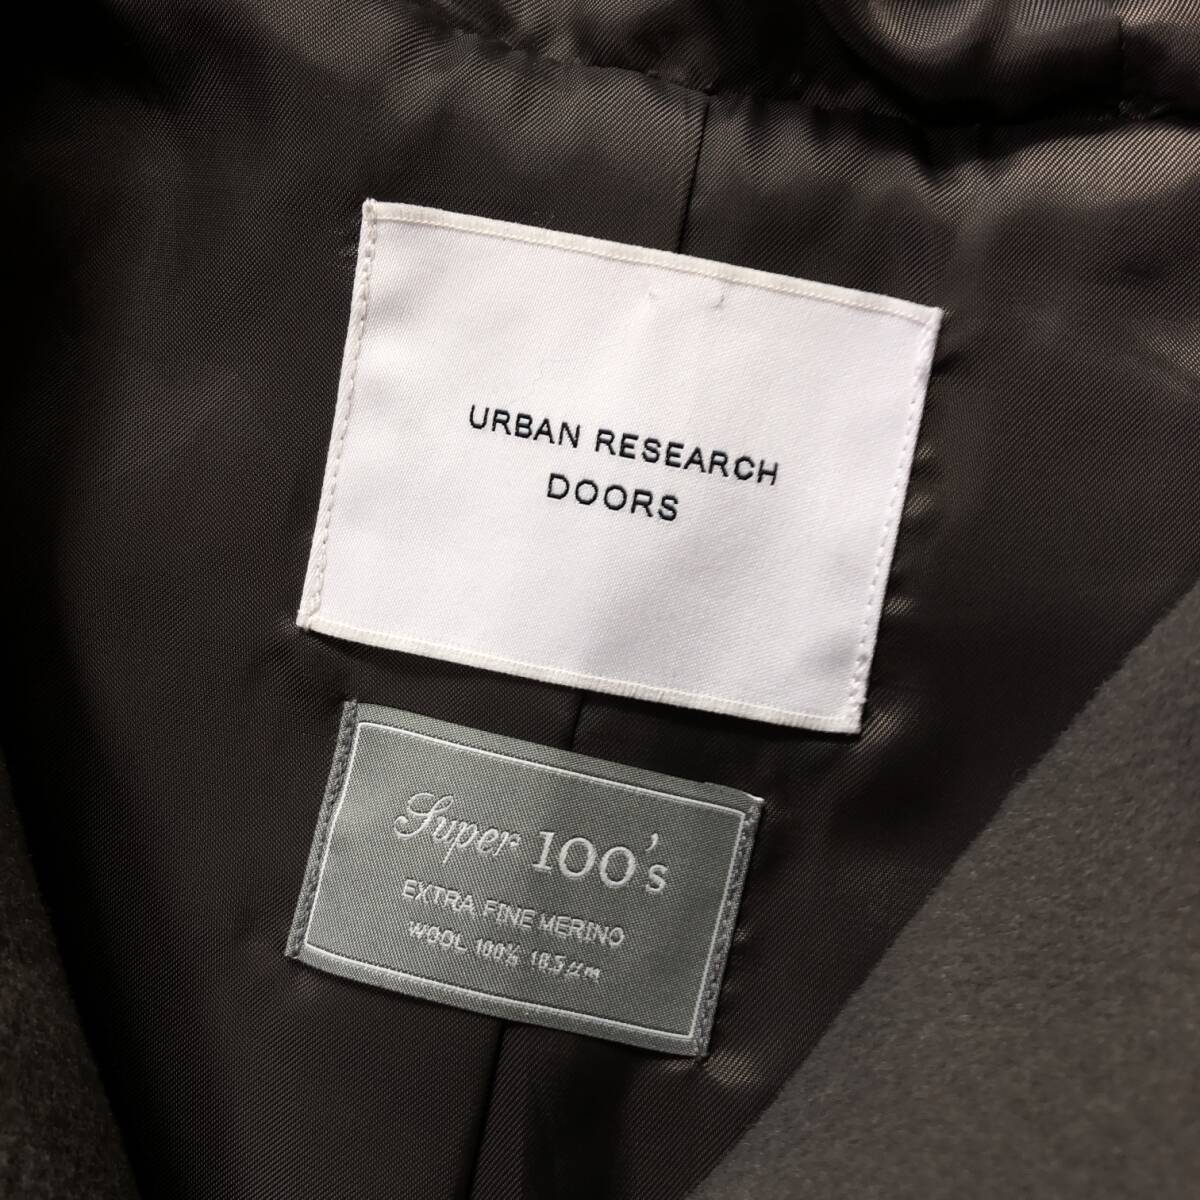 URBAN RESEARCH
DOORS
Super 100's
EXTRA FINE MERINO
WOOL 100% 18.5μm